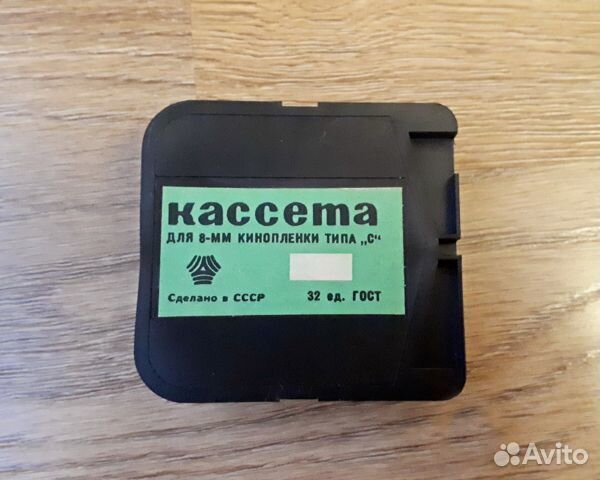 кассета
ДЛЯ 8-ММ КИНОПЛЕНКИ ТИПА „С“
Сделано в СССР 32 ед. ГОСТ
Avito